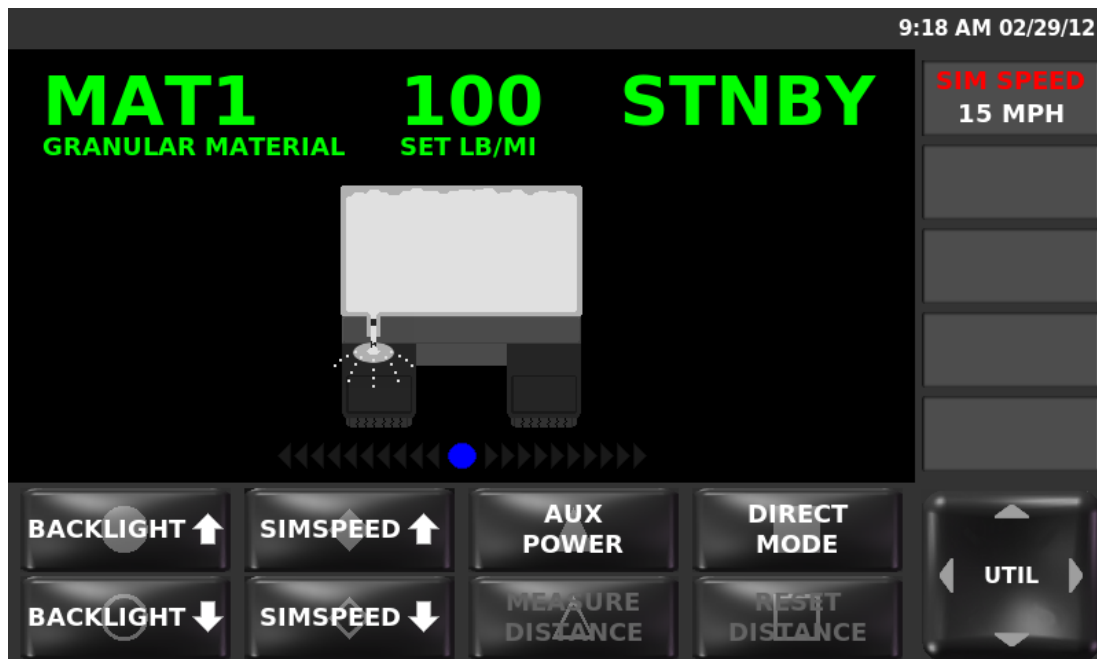 9:18 AM 02/29/12
MAT1 100 STNBY
GRANULAR MATERIAL SET LB/MI
SIM SPEED
15 MPH
BACKLIGHT
SIMSPEED
AUX
POWER
DIRECT
MODE
BACKLIGHT
SIMSPEED
MEASURE
DISTANCE
RESET
DISTANCE
UTIL